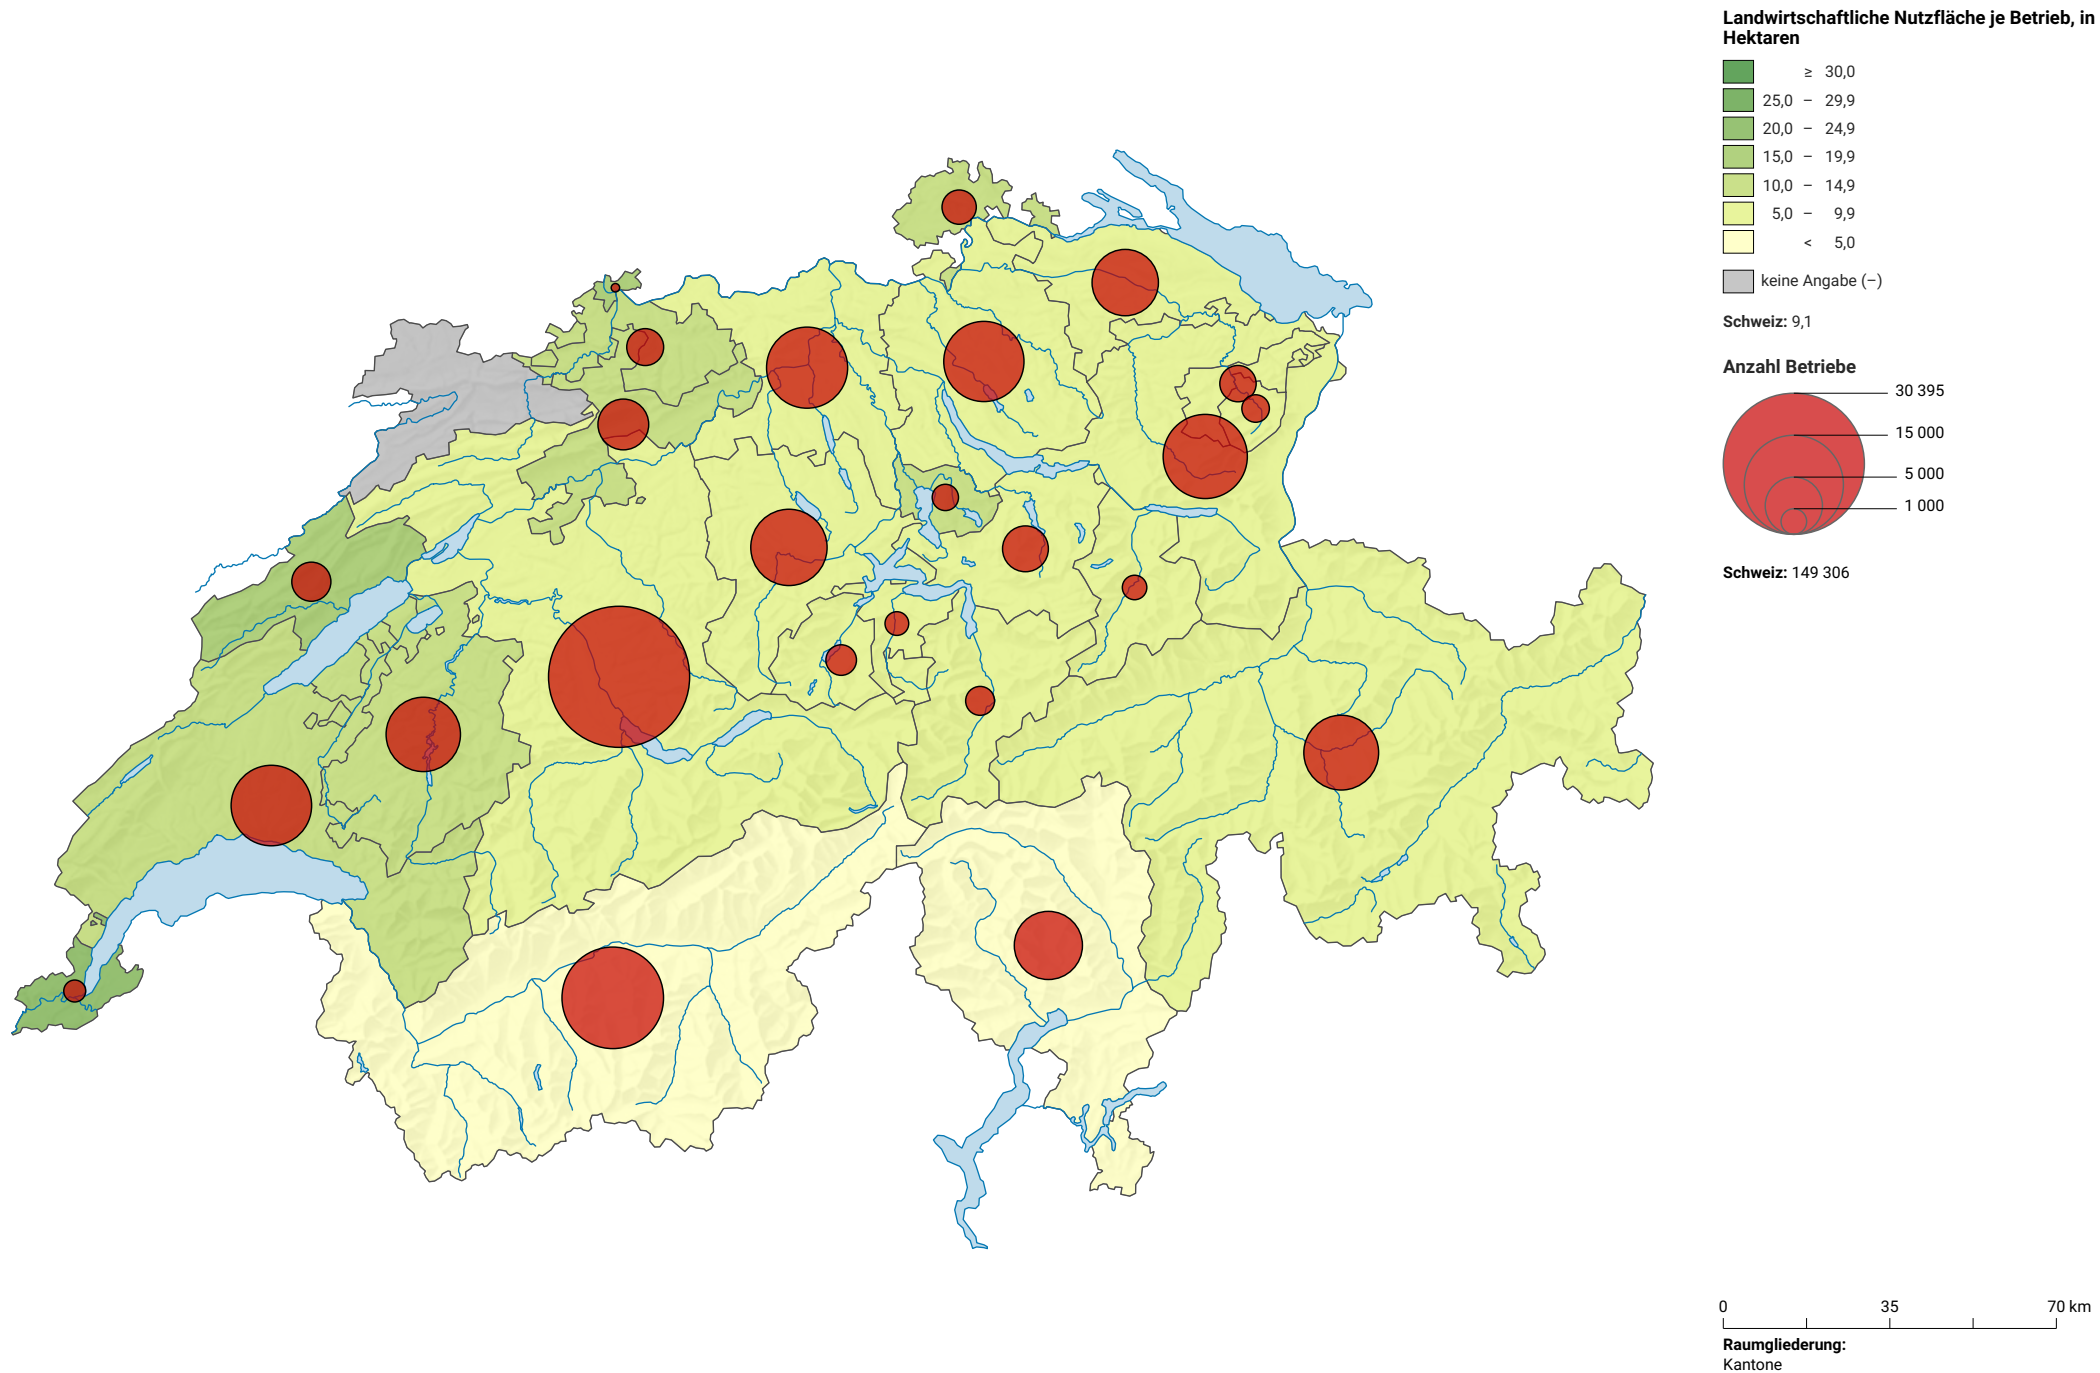 Landwirtschaftliche Nutzfläche je Betrieb, in
Hektaren
≥ 30,0
25,0 – 29,9
20,0 – 24,9
15,0 – 19,9
10,0 – 14,9
5,0 – 9,9
< 5,0
keine Angabe (–)
Schweiz: 9,1
Anzahl Betriebe
30 395
15 000
5 000
1 000
Schweiz: 149 306
0 35 70 km
Raumgliederung:
Kantone